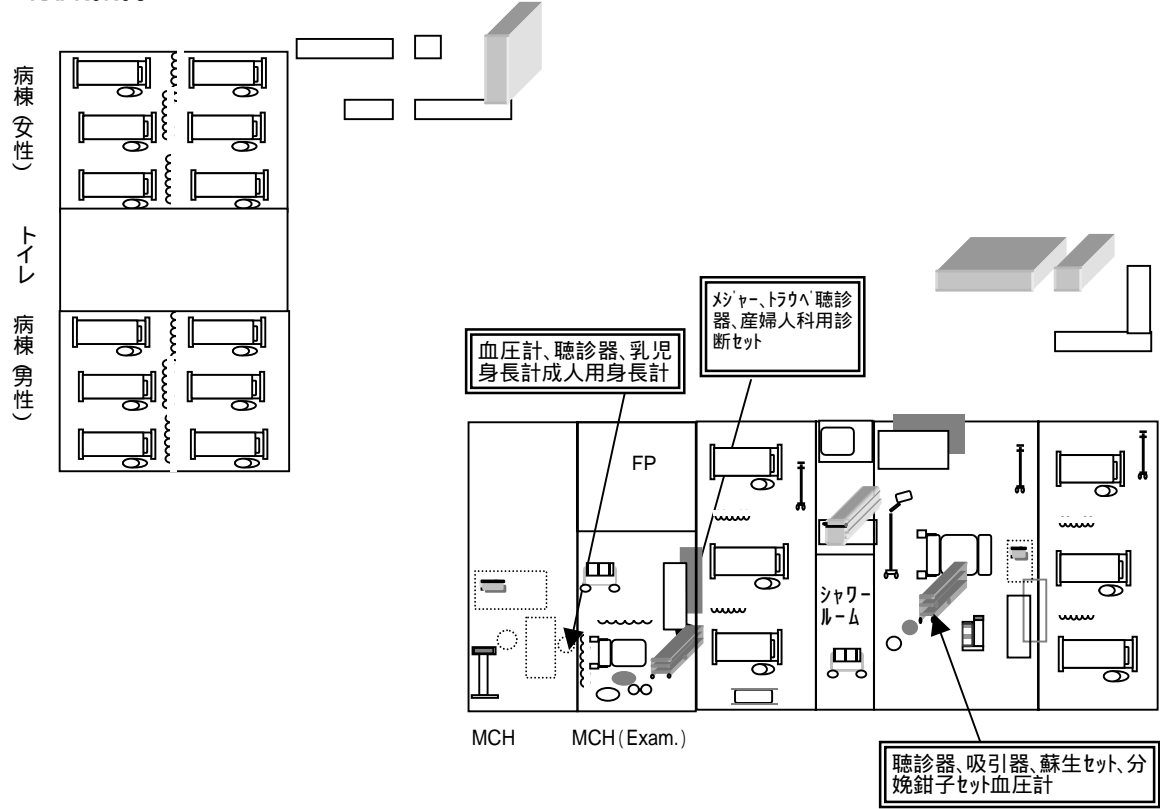 病棟(女性)
トイレ
病棟(男性)
メジャー、トラウベ聴診
器、産婦人科用診
断セット
血圧計、聴診器、乳児
身長計成人用身長計
FP
シャワー
ルーム
MCH
MCH(Exam.)
聴診器、吸引器、蘇生セット、分
娩鉗子セット血圧計